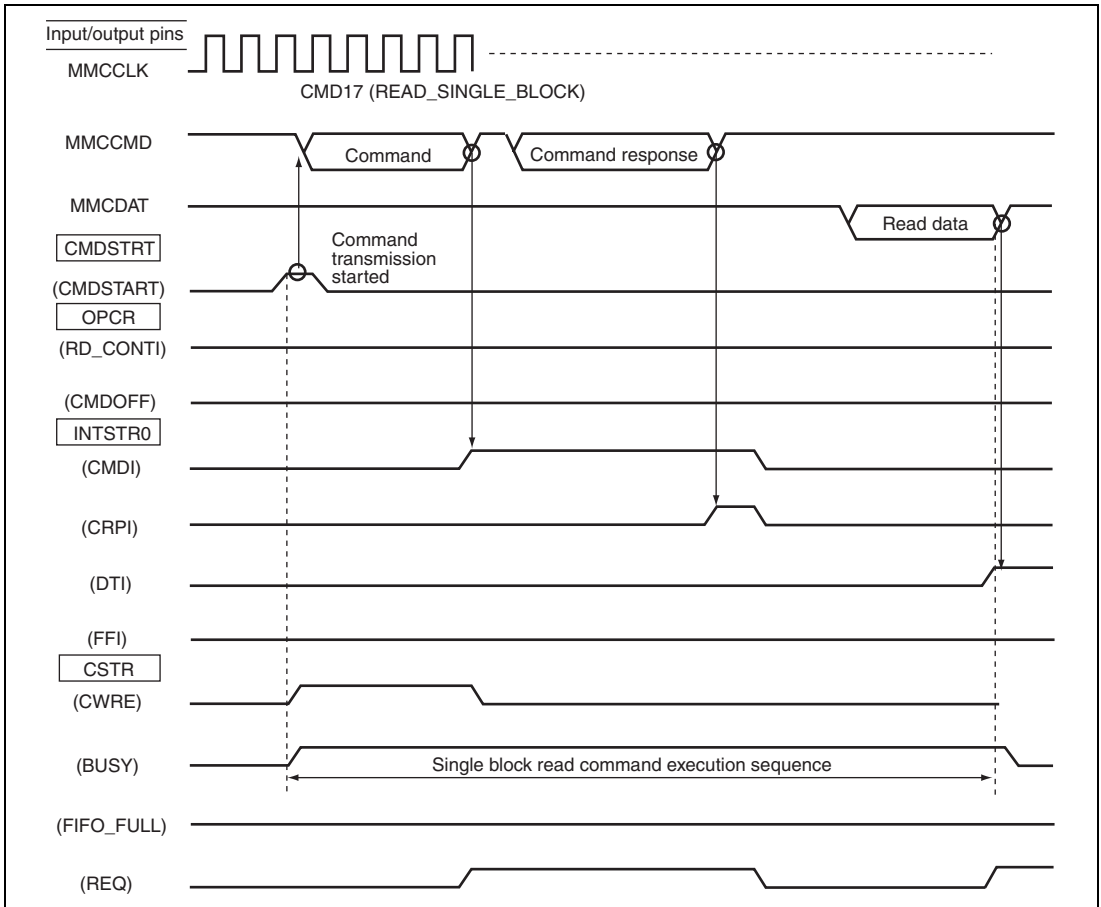 Input/output pins
MMCCLK
CMD17 (READ_SINGLE_BLOCK)
MMCCMD
Command
Command response
MMCDAT
Read data
CMDSTRT
Command
transmission
started
(CMDSTART)
OPCR
(RD_CONTI)
(CMDOFF)
INTSTR0
(CMDI)
(CRPI)
(DTI)
(FFI)
CSTR
(CWRE)
(BUSY)
Single block read command execution sequence
(FIFO_FULL)
(REQ)